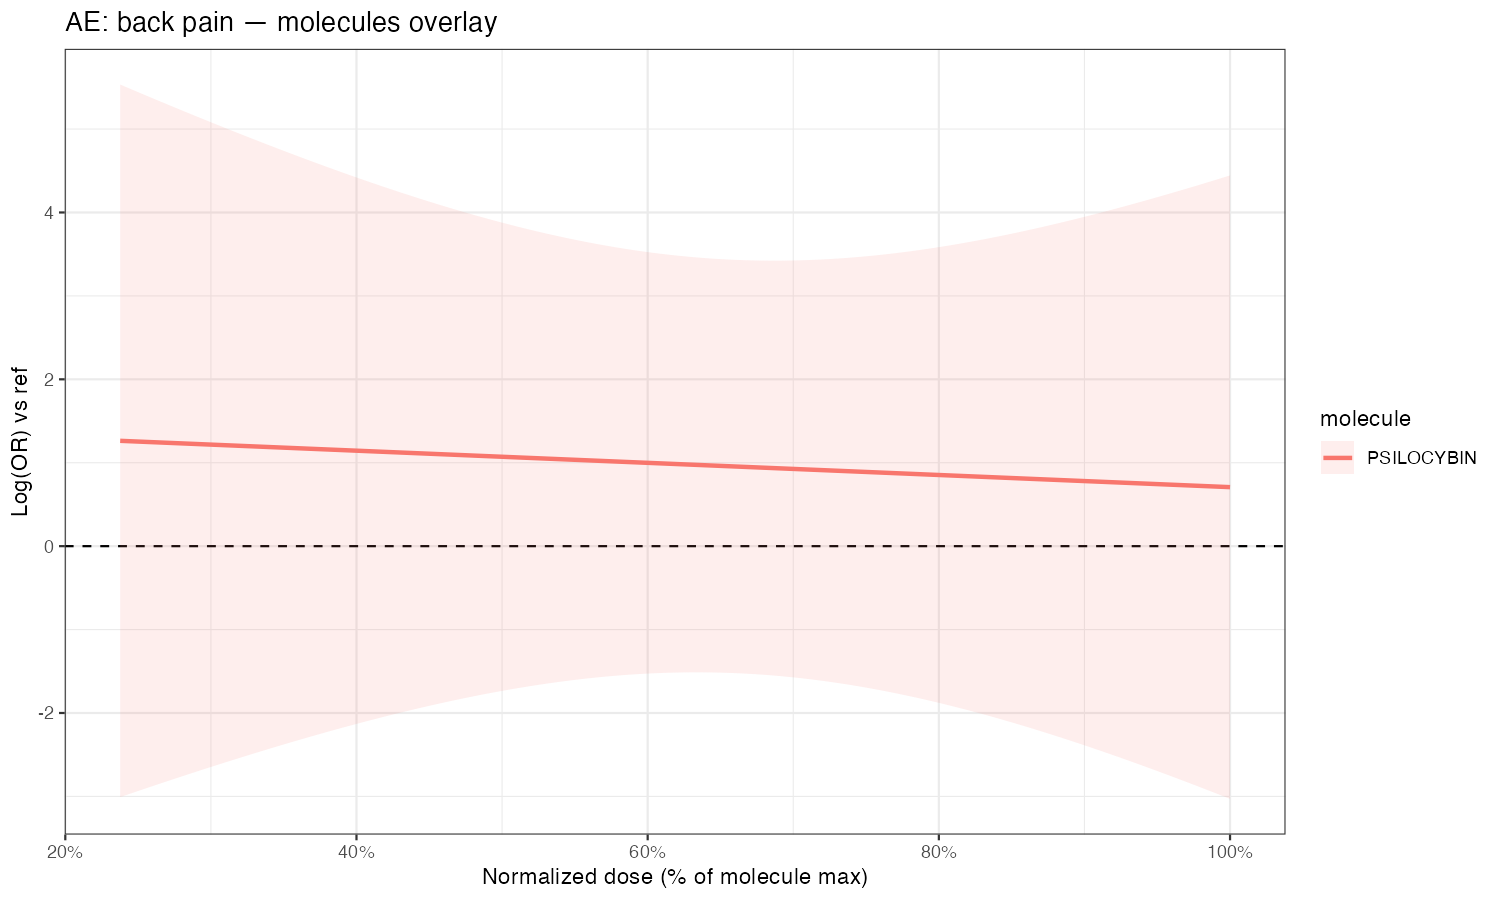 AE: back pain — molecules overlay
Log(OR) vs ref
4
2
0
-2
20%
40%
60%
80%
100%
Normalized dose (% of molecule max)
molecule
PSILOCYBIN